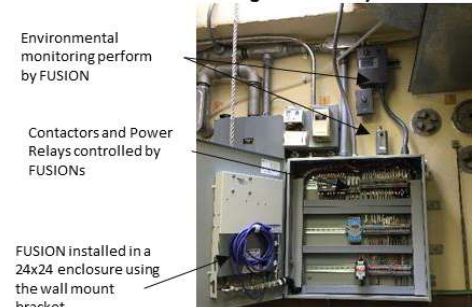 Environmental
monitoring perform
by FUSION
Contactors and Power
Relays controlled by
FUSIONs
FUSION installed in a
24x24 enclosure using
the wall mount
bracket